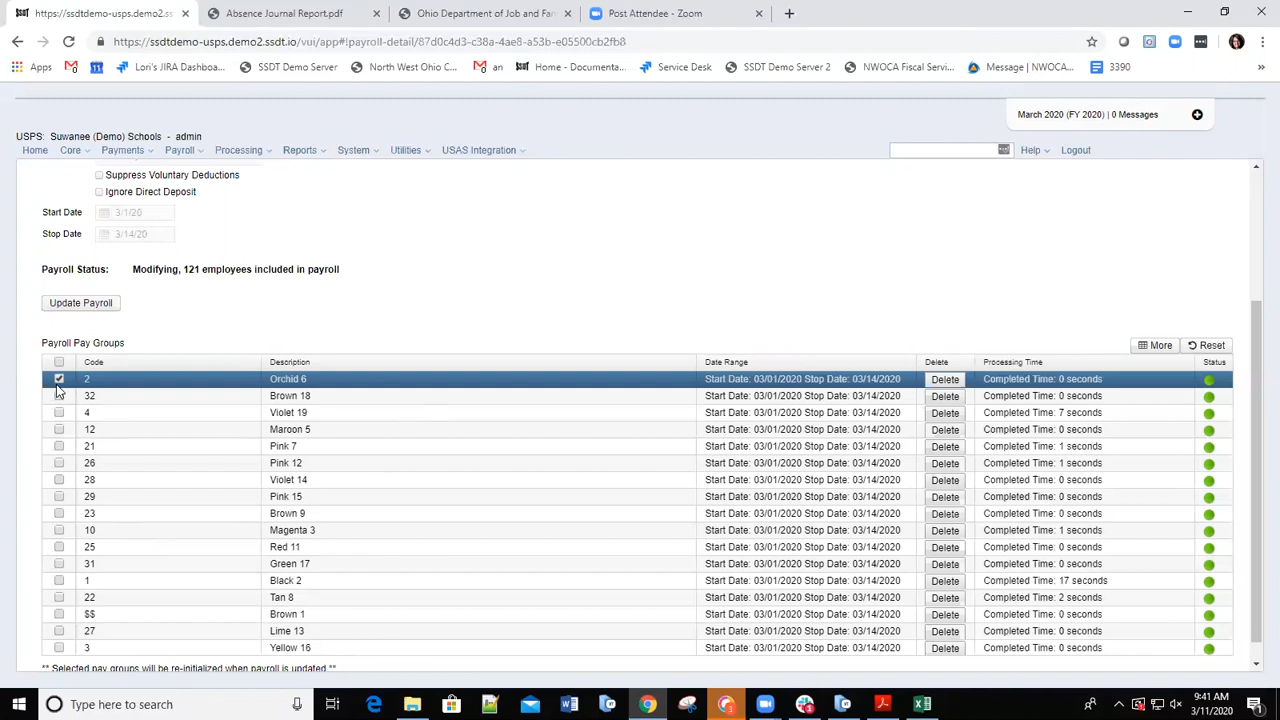 https://ssdtdemo-usps.demo2.ssdt.io
Absence Journal Report.pdf
Ohio Department of Job and Fam
Post Attendee - Zoom
https://ssdtdemo-usps.demo2.ssdt.io/vui/app#!payroll-detail/87d0c4d3-c38a-4ae8-a53b-e05500cb2fb8
Apps
Lori's JIRA Dashboa...
SSDT Demo Server
North West Ohio C...
an
Home - Documenta...
Service Desk
SSDT Demo Server 2
NWOCA Fiscal Servi...
Message | NWOCA....
3390
March 2020 (FY 2020) | 0 Messages
USPS: Suwanee (Demo) Schools - admin
Home Core Payments Payroll Processing Reports System Utilities USAS Integration Help Logout
Suppress Voluntary Deductions
Ignore Direct Deposit
Start Date 3/1/20
Stop Date 3/14/20
Payroll Status: Modifying, 121 employees included in payroll
Update Payroll
Payroll Pay Groups More Reset
Code Description Date Range Delete Processing Time Status
2 Orchid 6 Start Date: 03/01/2020 Stop Date: 03/14/2020 Delete Completed Time: 0 seconds
32 Brown 18 Start Date: 03/01/2020 Stop Date: 03/14/2020 Delete Completed Time: 0 seconds
4 Violet 19 Start Date: 03/01/2020 Stop Date: 03/14/2020 Delete Completed Time: 7 seconds
12 Maroon 5 Start Date: 03/01/2020 Stop Date: 03/14/2020 Delete Completed Time: 0 seconds
21 Pink 7 Start Date: 03/01/2020 Stop Date: 03/14/2020 Delete Completed Time: 1 seconds
26 Pink 12 Start Date: 03/01/2020 Stop Date: 03/14/2020 Delete Completed Time: 1 seconds
28 Violet 14 Start Date: 03/01/2020 Stop Date: 03/14/2020 Delete Completed Time: 0 seconds
29 Pink 15 Start Date: 03/01/2020 Stop Date: 03/14/2020 Delete Completed Time: 0 seconds
23 Brown 9 Start Date: 03/01/2020 Stop Date: 03/14/2020 Delete Completed Time: 0 seconds
10 Magenta 3 Start Date: 03/01/2020 Stop Date: 03/14/2020 Delete Completed Time: 1 seconds
25 Red 11 Start Date: 03/01/2020 Stop Date: 03/14/2020 Delete Completed Time: 0 seconds
31 Green 17 Start Date: 03/01/2020 Stop Date: 03/14/2020 Delete Completed Time: 0 seconds
1 Black 2 Start Date: 03/01/2020 Stop Date: 03/14/2020 Delete Completed Time: 17 seconds
22 Tan 8 Start Date: 03/01/2020 Stop Date: 03/14/2020 Delete Completed Time: 2 seconds
$$ Brown 1 Start Date: 03/01/2020 Stop Date: 03/14/2020 Delete Completed Time: 0 seconds
27 Lime 13 Start Date: 03/01/2020 Stop Date: 03/14/2020 Delete Completed Time: 0 seconds
3 Yellow 16 Start Date: 03/01/2020 Stop Date: 03/14/2020 Delete Completed Time: 0 seconds
** Selected pay groups will be re-initialized when payroll is updated **
Type here to search
9:41 AM
3/11/2020